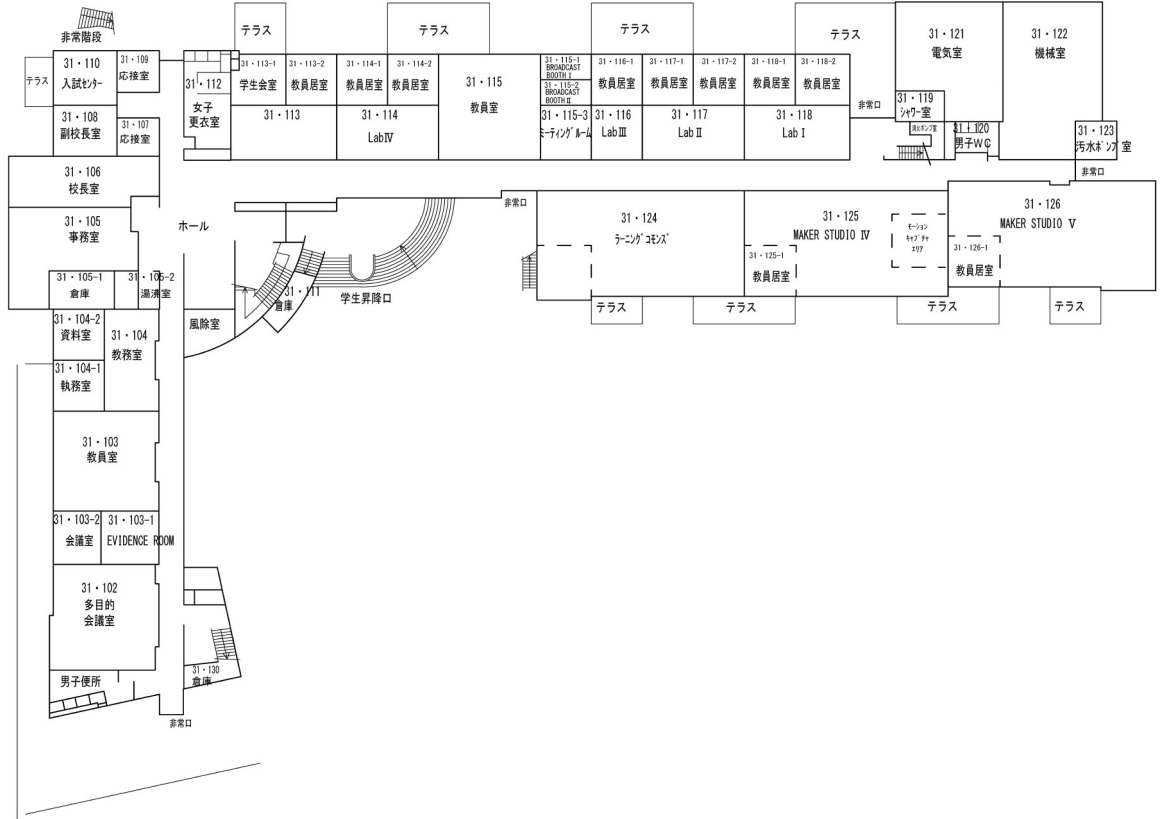 非常階段
テラス
31・110
入試センター
31・109
応接室
31・108
副校長室
31・107
応接室
31・106
校長室
31・105
事務室
31・105-1
倉庫
31・105-2
湯沸室
31・104-2
資料室
31・104
教務室
31・104-1
執務室
31・103
教員室
31・103-2
会議室
31・103-1
EVIDENCE ROOM
31・102
多目的
会議室
男子便所
31・130
倉庫
非常口
ホール
風除室
31・111
倉庫
学生昇降口
31・112
女子
更衣室
テラス
31・113-1
学生会室
31・113-2
教員居室
31・113
テラス
31・114-1
教員居室
31・114-2
教員居室
31・114
LabⅣ
31・115
教員室
31・115-1
BROADCAST
BOOTH Ⅰ
31・115-2
BROADCAST
BOOTH Ⅱ
31・115-3
ミーティングルーム
テラス
31・116-1
教員居室
31・116
LabⅢ
31・117-1
教員居室
31・117-2
教員居室
31・117
LabⅡ
テラス
31・118-1
教員居室
31・118-2
教員居室
31・118
LabⅠ
非常口
31・121
電気室
31・122
機械室
31・119
シャワー室
消火ポンプ室
31・120
男子WC
31・123
汚水ポンプ室
非常口
非常口
31・124
ラーニングコモンズ
31・125
MAKER STUDIO Ⅳ
31・125-1
教員居室
モーション
キャプチャ
エリア
31・126
MAKER STUDIO Ⅴ
31・126-1
教員居室
テラス
テラス
テラス
テラス